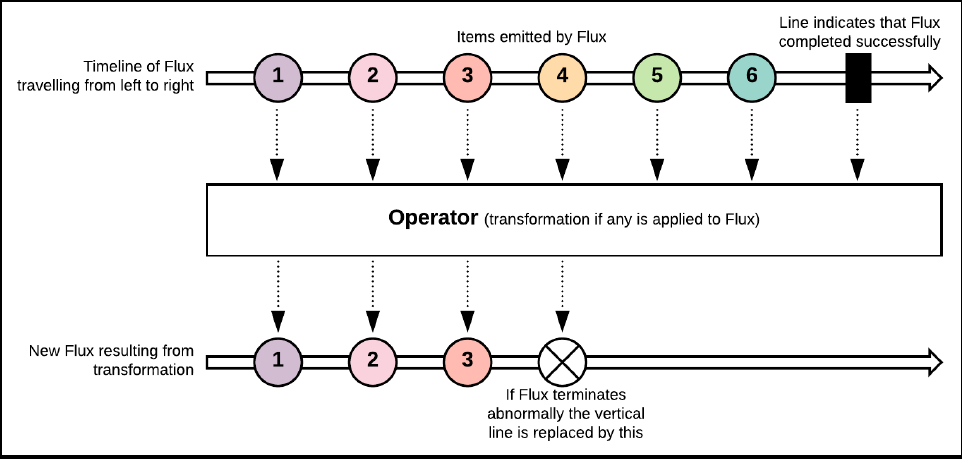 Items emitted by Flux
Line indicates that Flux
completed successfully
Timeline of Flux
travelling from left to right
1 2 3 4 5 6
Operator (transformation if any is applied to Flux)
New Flux resulting from
transformation
1 2 3
If Flux terminates
abnormally the vertical
line is replaced by this